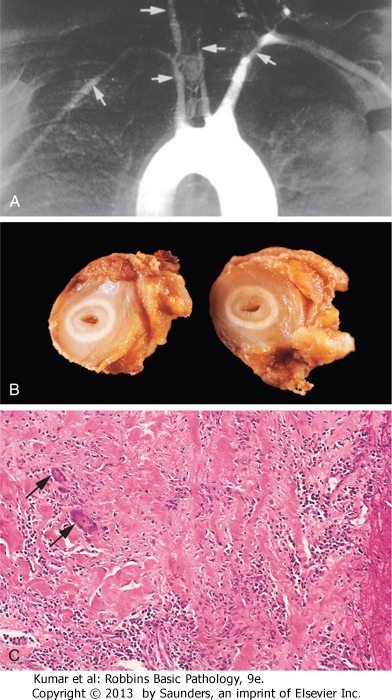 A
B
C
Kumar et al: Robbins Basic Pathology, 9e.
Copyright © 2013 by Saunders, an imprint of Elsevier Inc.